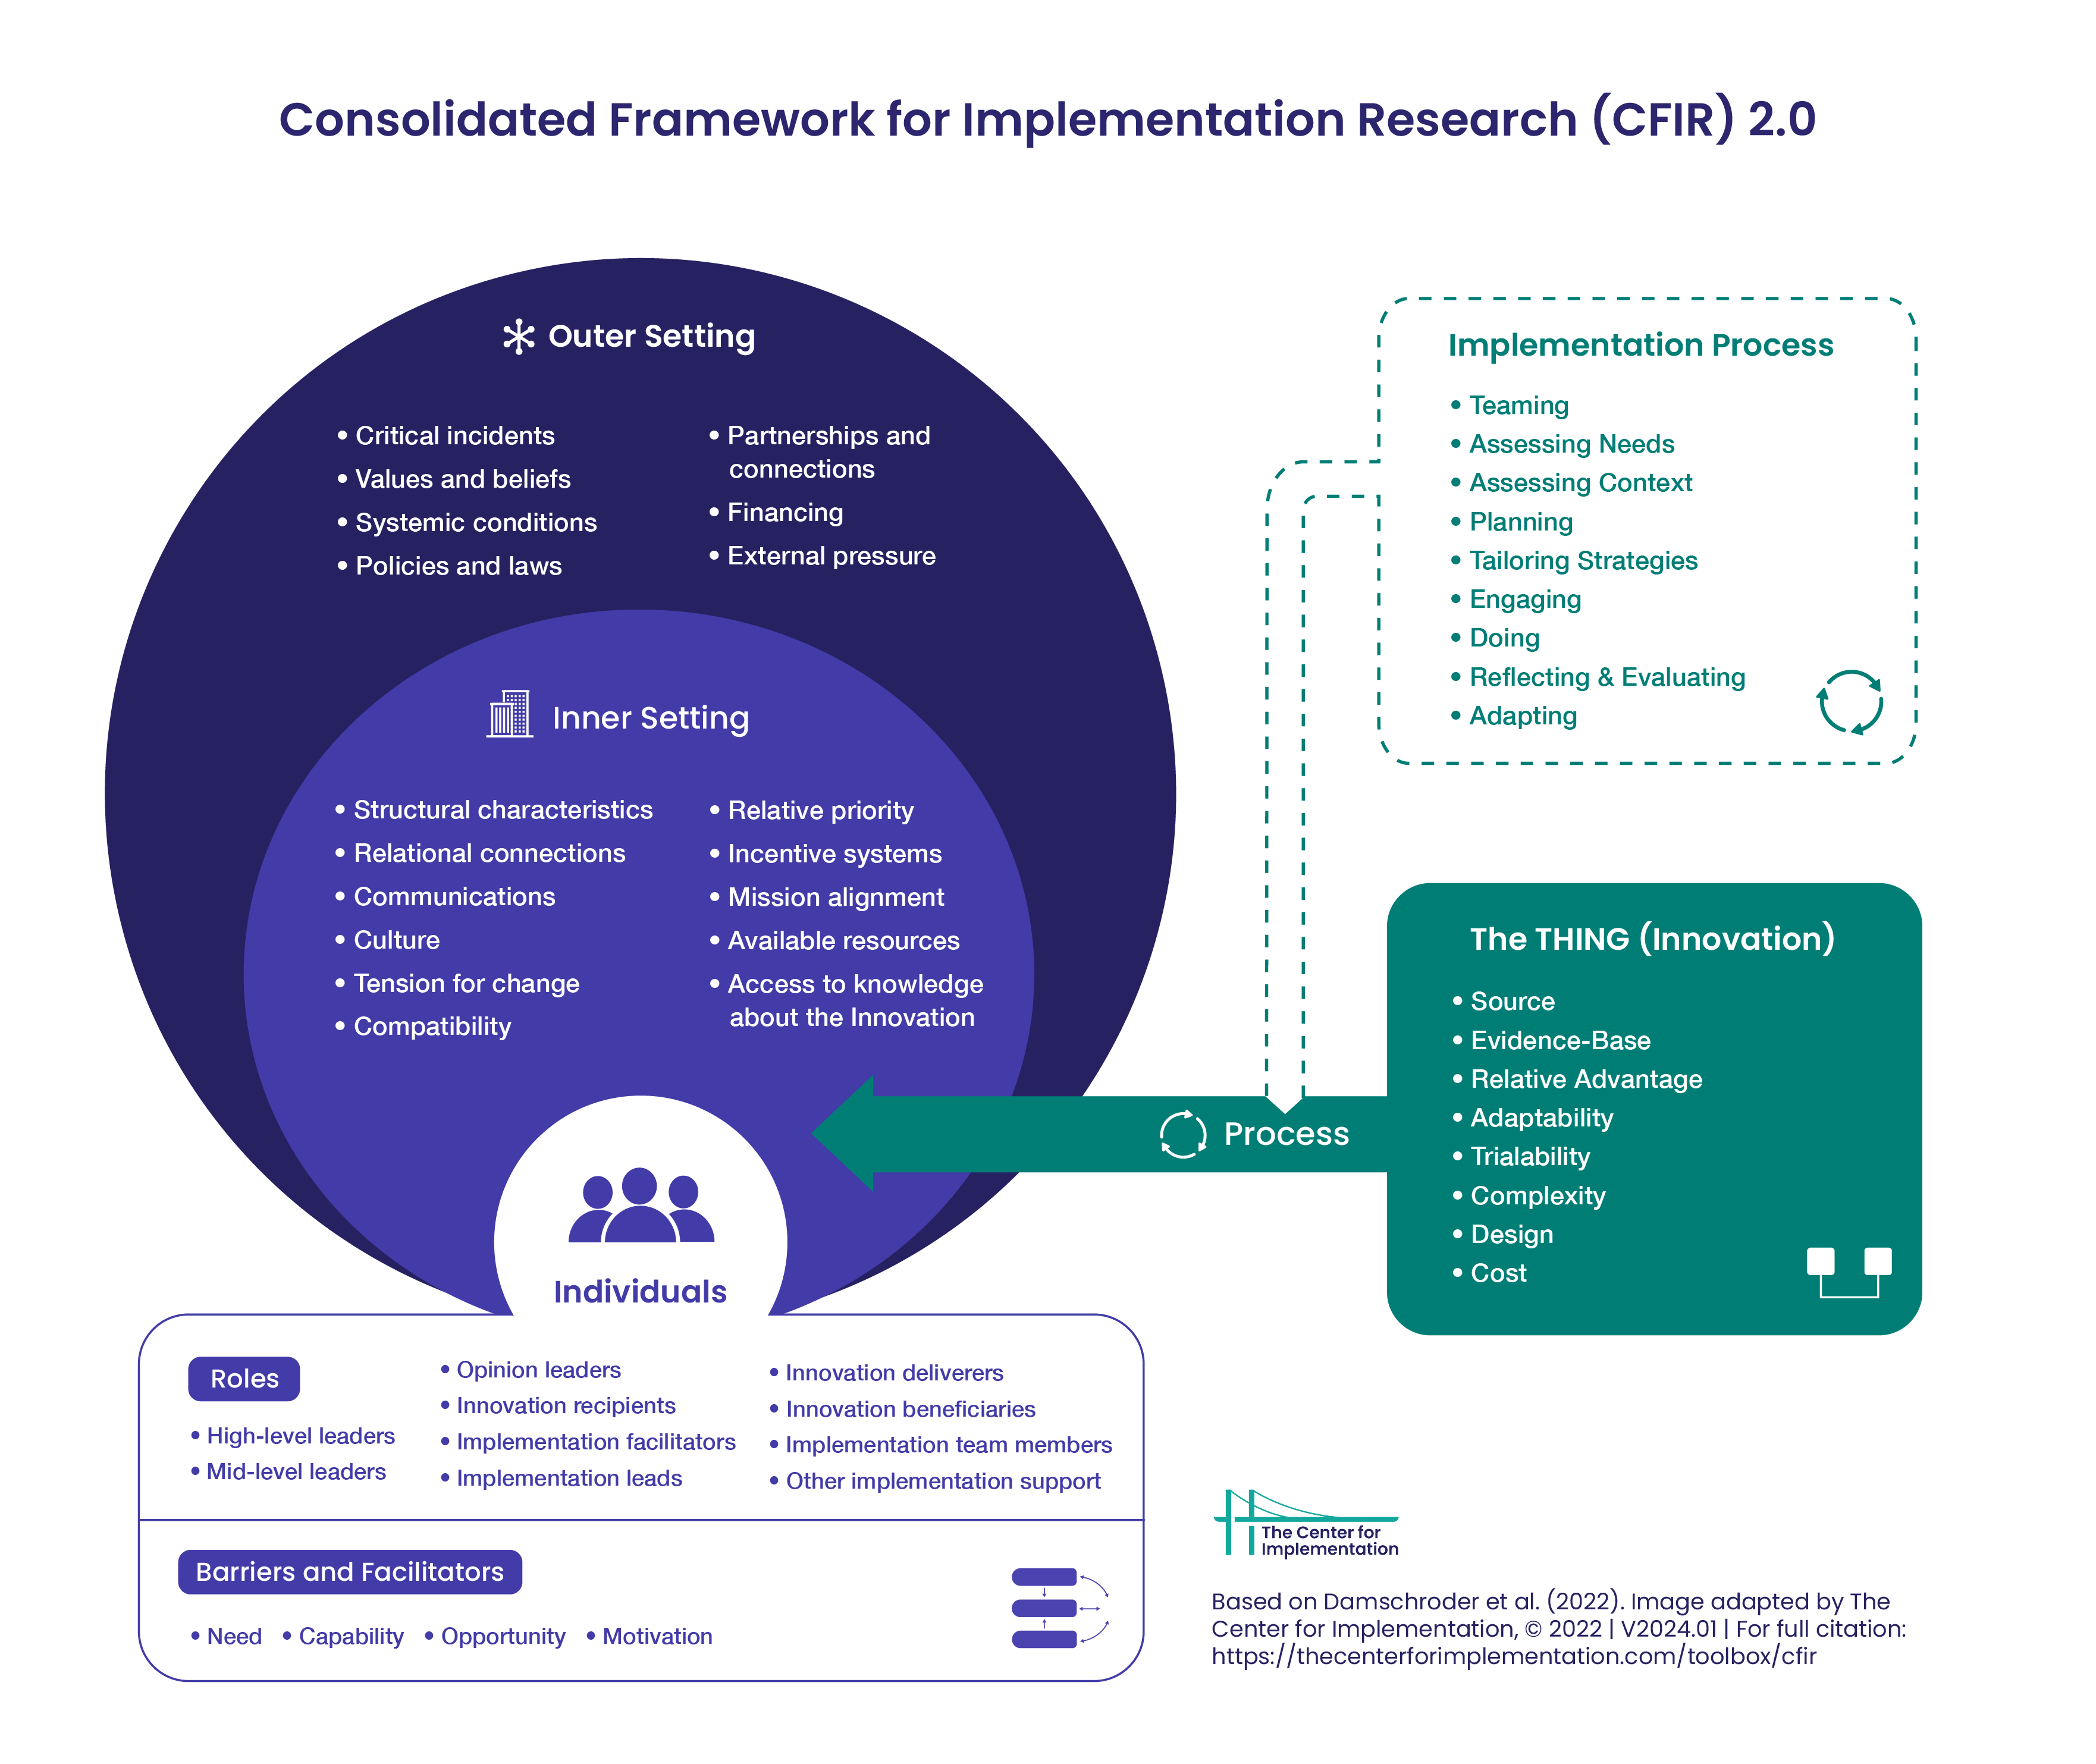 Consolidated Framework for Implementation Research (CFIR) 2.0
Outer Setting
• Critical incidents
• Values and beliefs
• Systemic conditions
• Policies and laws
• Partnerships and
connections
• Financing
• External pressure
Inner Setting
• Structural characteristics
• Relational connections
• Communications
• Culture
• Tension for change
• Compatibility
• Relative priority
• Incentive systems
• Mission alignment
• Available resources
• Access to knowledge
about the Innovation
Individuals
Roles
• High-level leaders
• Mid-level leaders
• Opinion leaders
• Innovation recipients
• Implementation facilitators
• Implementation leads
• Innovation deliverers
• Innovation beneficiaries
• Implementation team members
• Other implementation support
Barriers and Facilitators
• Need • Capability • Opportunity • Motivation
Implementation Process
• Teaming
• Assessing Needs
• Assessing Context
• Planning
• Tailoring Strategies
• Engaging
• Doing
• Reflecting & Evaluating
• Adapting
Process
The THING (Innovation)
• Source
• Evidence-Base
• Relative Advantage
• Adaptability
• Trialability
• Complexity
• Design
• Cost
The Center for
Implementation
Based on Damschroder et al. (2022). Image adapted by The
Center for Implementation, © 2022 | V2024.01 | For full citation:
https://thecenterforimplementation.com/toolbox/cfir